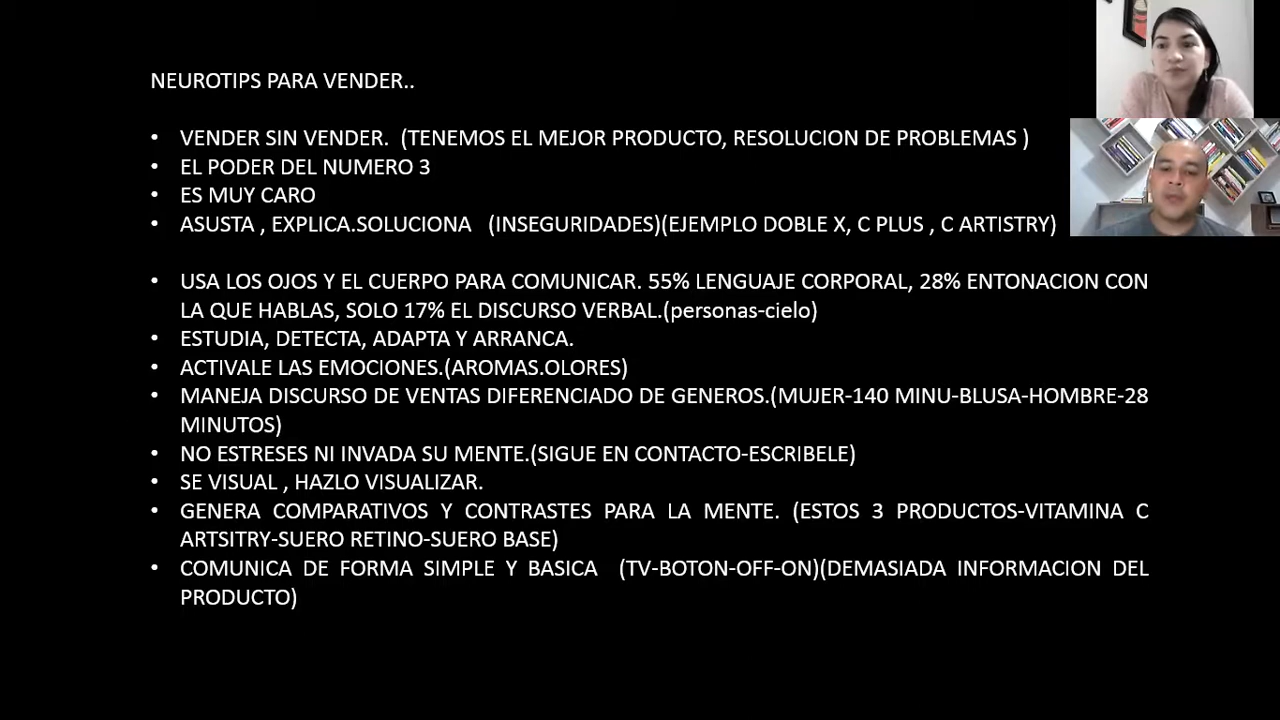 NEUROTIPS PARA VENDER..
• VENDER SIN VENDER. (TENEMOS EL MEJOR PRODUCTO, RESOLUCION DE PROBLEMAS )
• EL PODER DEL NUMERO 3
• ES MUY CARO
• ASUSTA , EXPLICA.SOLUCIONA (INSEGURIDADES)(EJEMPLO DOBLE X, C PLUS , C ARTISTRY)
• USA LOS OJOS Y EL CUERPO PARA COMUNICAR. 55% LENGUAJE CORPORAL, 28% ENTONACION CON
LA QUE HABLAS, SOLO 17% EL DISCURSO VERBAL.(personas-cielo)
• ESTUDIA, DETECTA, ADAPTA Y ARRANCA.
• ACTIVALE LAS EMOCIONES.(AROMAS.OLORES)
• MANEJA DISCURSO DE VENTAS DIFERENCIADO DE GENEROS.(MUJER-140 MINU-BLUSA-HOMBRE-28
MINUTOS)
• NO ESTRESES NI INVADA SU MENTE.(SIGUE EN CONTACTO-ESCRIBELE)
• SE VISUAL , HAZLO VISUALIZAR.
• GENERA COMPARATIVOS Y CONTRASTES PARA LA MENTE. (ESTOS 3 PRODUCTOS-VITAMINA C
ARTSITRY-SUERO RETINO-SUERO BASE)
• COMUNICA DE FORMA SIMPLE Y BASICA (TV-BOTON-OFF-ON)(DEMASIADA INFORMACION DEL
PRODUCTO)